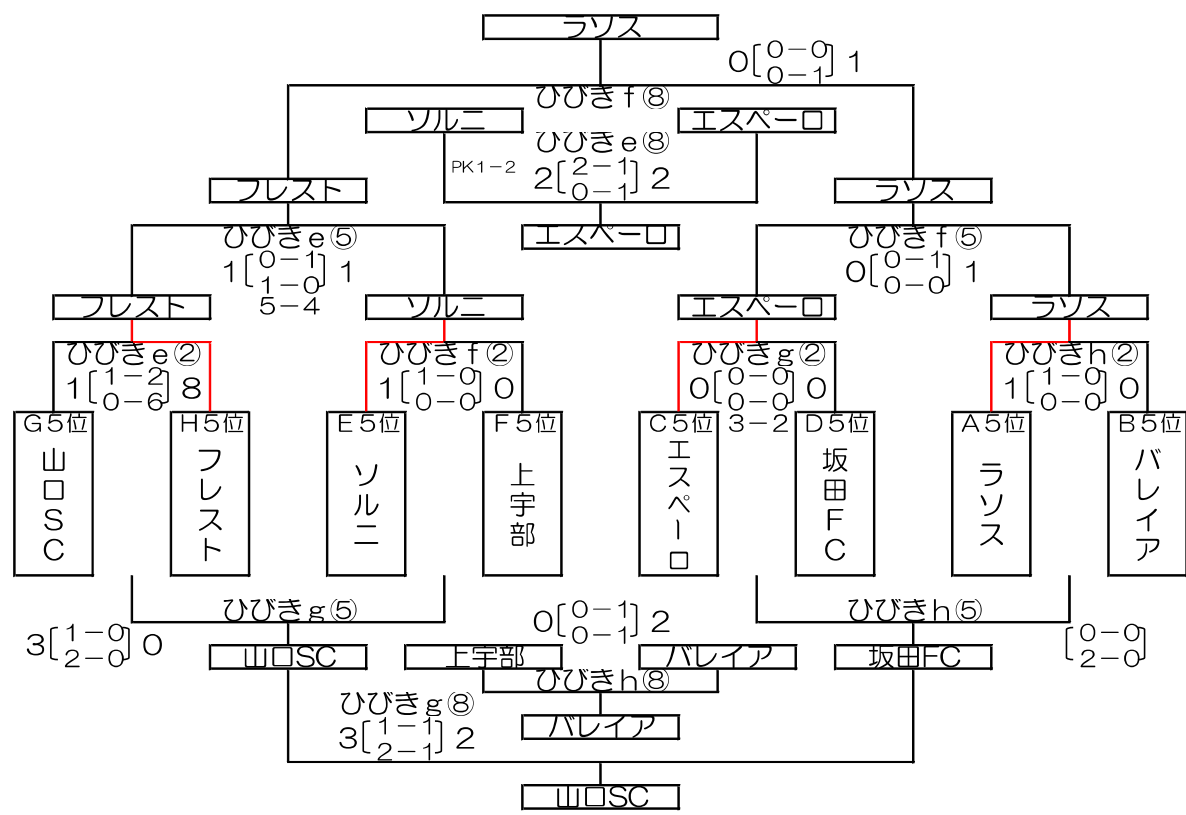 ラソス
0[0-0 0-1]1
ひびきf⑧
ソルニ
エスペーロ
ひびきe⑧
PK1-2
2[2-1 0-1]2
フレスト
ラソス
エスペーロ
ひびきe⑤
1[0-1 1-0]1
5-4
ひびきf⑤
0[0-1 0-0]1
フレスト
ソルニ
エスペーロ
ラソス
ひびきe②
1[1-2 0-6]8
ひびきf②
1[1-0 0-0]0
ひびきg②
0[0-0 0-0]0
3-2
ひびきh②
1[1-0 0-0]0
G5位
山口SC
H5位
フレスト
E5位
ソルニ
F5位
上宇部
C5位
エスペーロ
D5位
坂田FC
A5位
ラソス
B5位
バレイア
ひびきg⑤
3[1-0 2-0]0
0[0-1 0-1]2
ひびきh⑤
[0-0 2-0]
山口SC
上宇部
バレイア
坂田FC
ひびきh⑧
ひびきg⑧
3[1-1 2-1]2
バレイア
山口SC